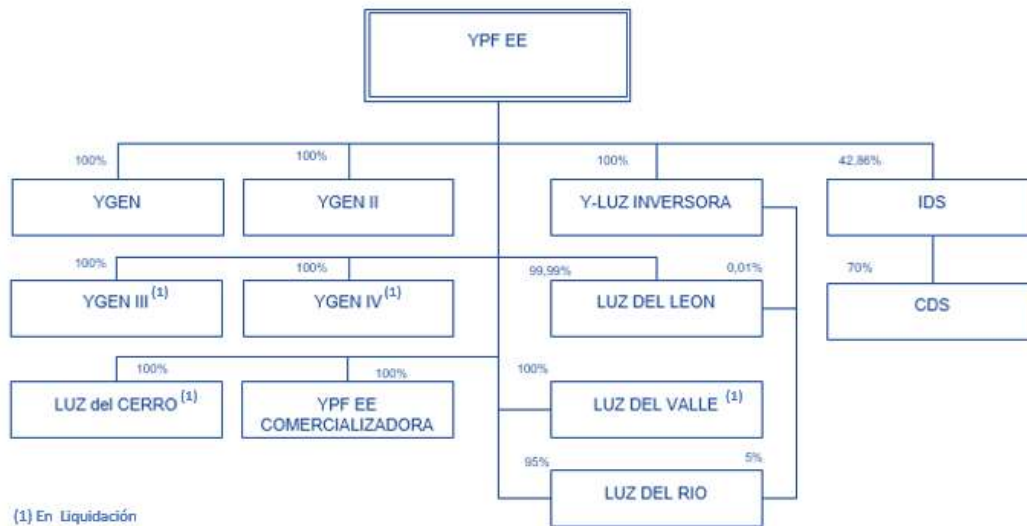 YPF EE
100%
100%
100%
42,86%
YGEN
YGEN II
Y-LUZ INVERSORA
IDS
100%
100%
99,99%
0,01%
70%
YGEN III (1)
YGEN IV (1)
LUZ DEL LEON
CDS
100%
100%
100%
LUZ del CERRO (1)
YPF EE
COMERCIALIZADORA
LUZ DEL VALLE (1)
95%
5%
LUZ DEL RIO
(1) En Liquidación